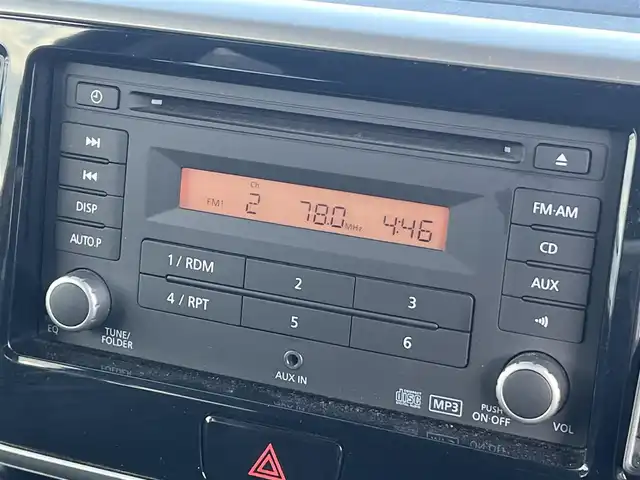 DISP
AUTO.P
EQ
TUNE/
FOLDER
Ch
FM1 2 78.0 MHz 4:46
1 / RDM
2
3
4 / RPT
5
6
AUX IN
FM·AM
CD
AUX
DISC
MP3
PUSH
ON·OFF
VOL